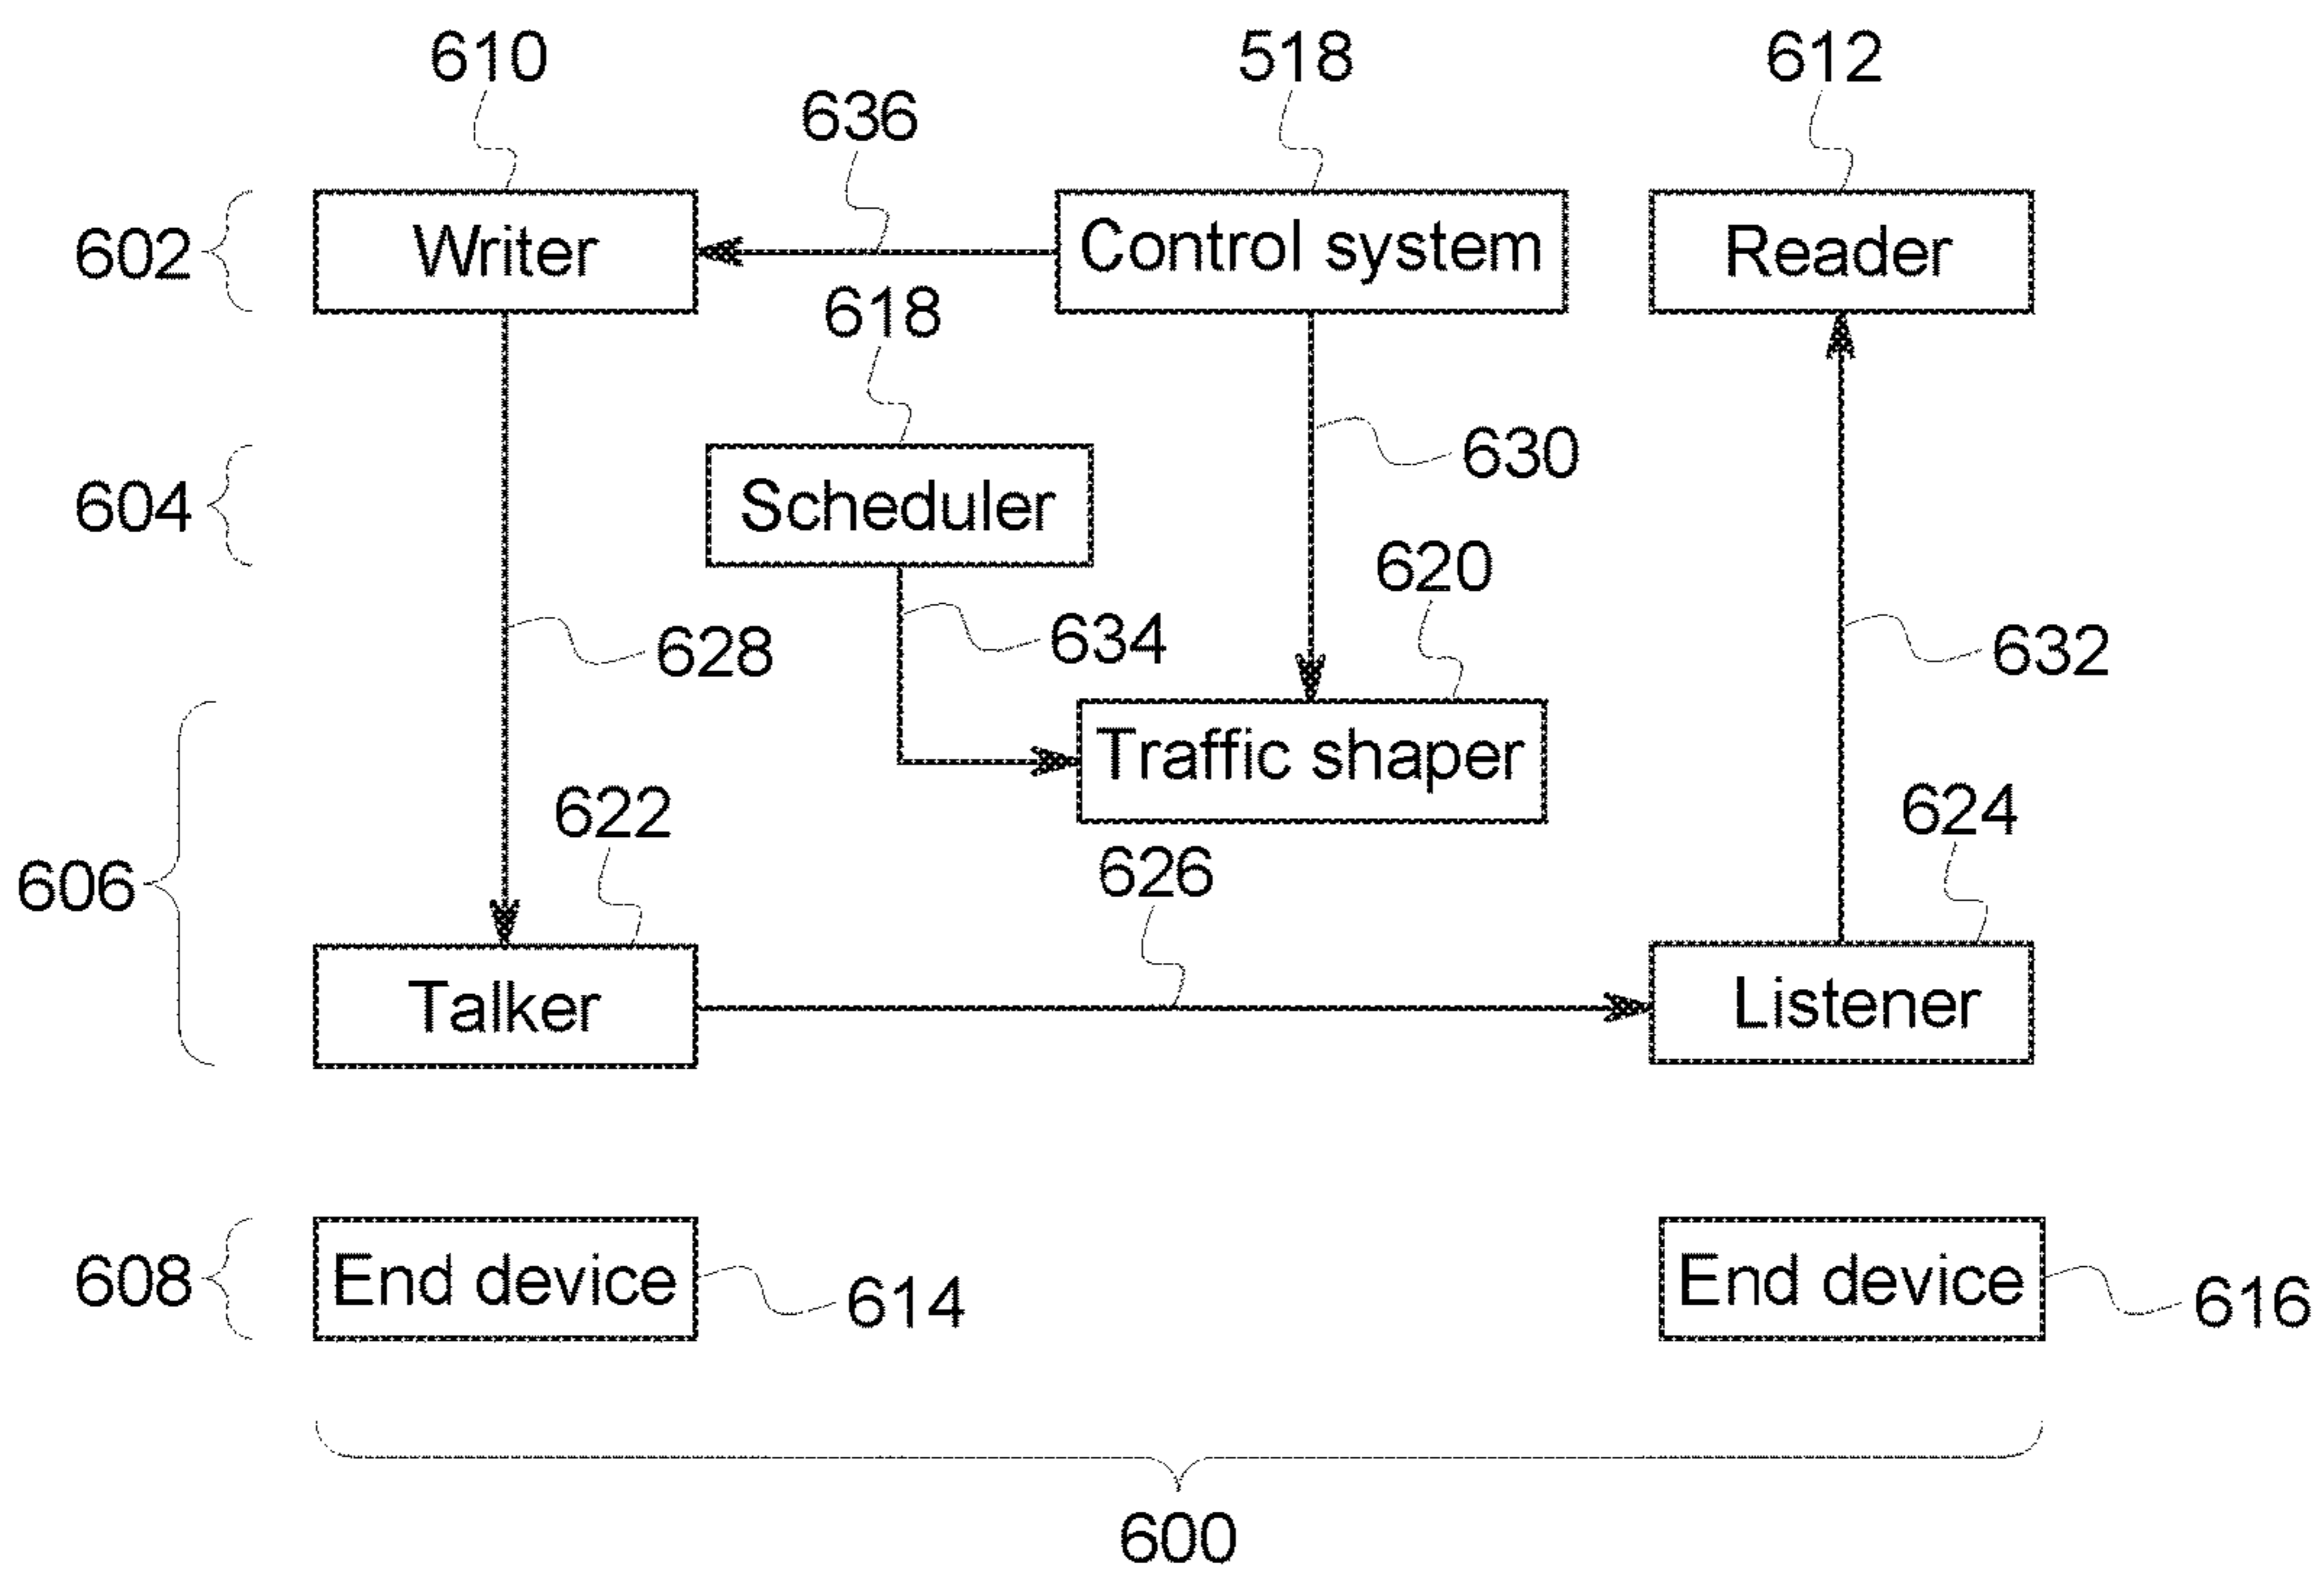 610
518
612
636
602
Writer
Control system
Reader
618
630
604
Scheduler
620
634
628
632
Traffic shaper
622
624
626
606
Talker
Listener
608
End device
614
End device
616
600